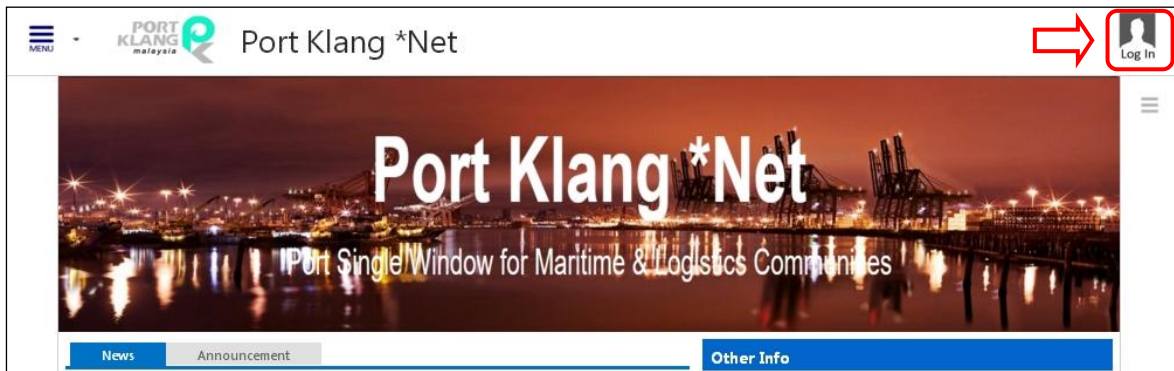 MENU
PORT
KLANG
malaysia
Port Klang *Net
Log In
Port Klang *Net
Port Single Window for Maritime & Logistics Communities
News
Announcement
Other Info